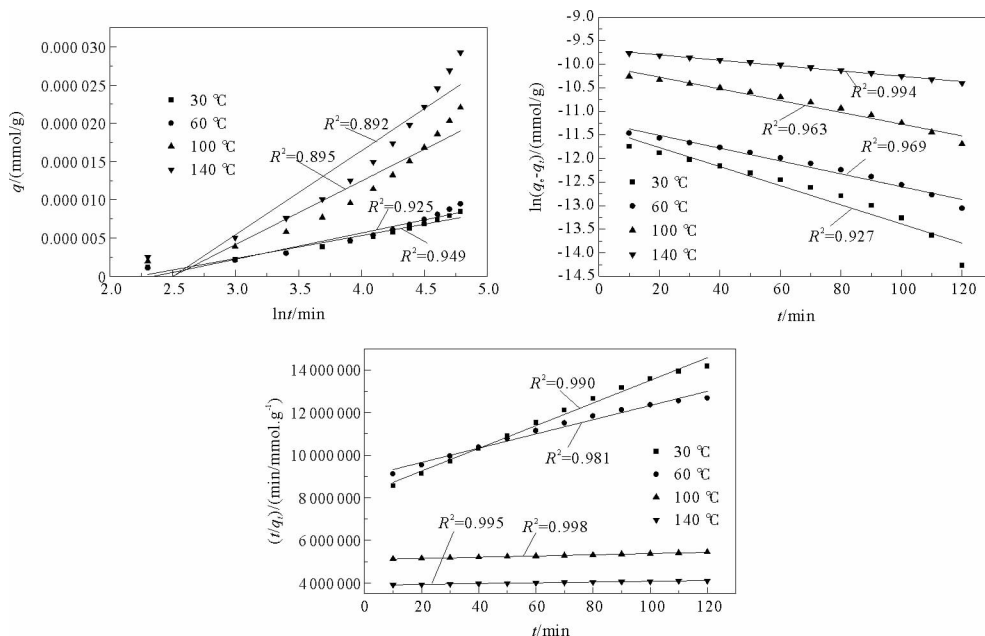 0.000 030
0.000 025
0.000 020
0.000 015
0.000 010
0.000 005
0
q/(mmol/g)
30 ℃
60 ℃
100 ℃
140 ℃
R²=0.892
R²=0.895
R²=0.925
R²=0.949
2.0 2.5 3.0 3.5 4.0 4.5 5.0
lnt/min
-9.0
-9.5
-10.0
-10.5
-11.0
-11.5
-12.0
-12.5
-13.0
-13.5
-14.0
-14.5
ln(qₑ-qₜ)/(mmol/g)
R²=0.994
R²=0.963
R²=0.969
R²=0.927
30 ℃
60 ℃
100 ℃
140 ℃
0 20 40 60 80 100 120
t/min
14 000 000
12 000 000
10 000 000
8 000 000
6 000 000
4 000 000
(t/qₜ)/(min/mmol.g⁻¹)
R²=0.990
R²=0.981
30 ℃
60 ℃
100 ℃
140 ℃
R²=0.995
R²=0.998
0 10 20 30 40 50 60 70 80 90 100 110 120
t/min